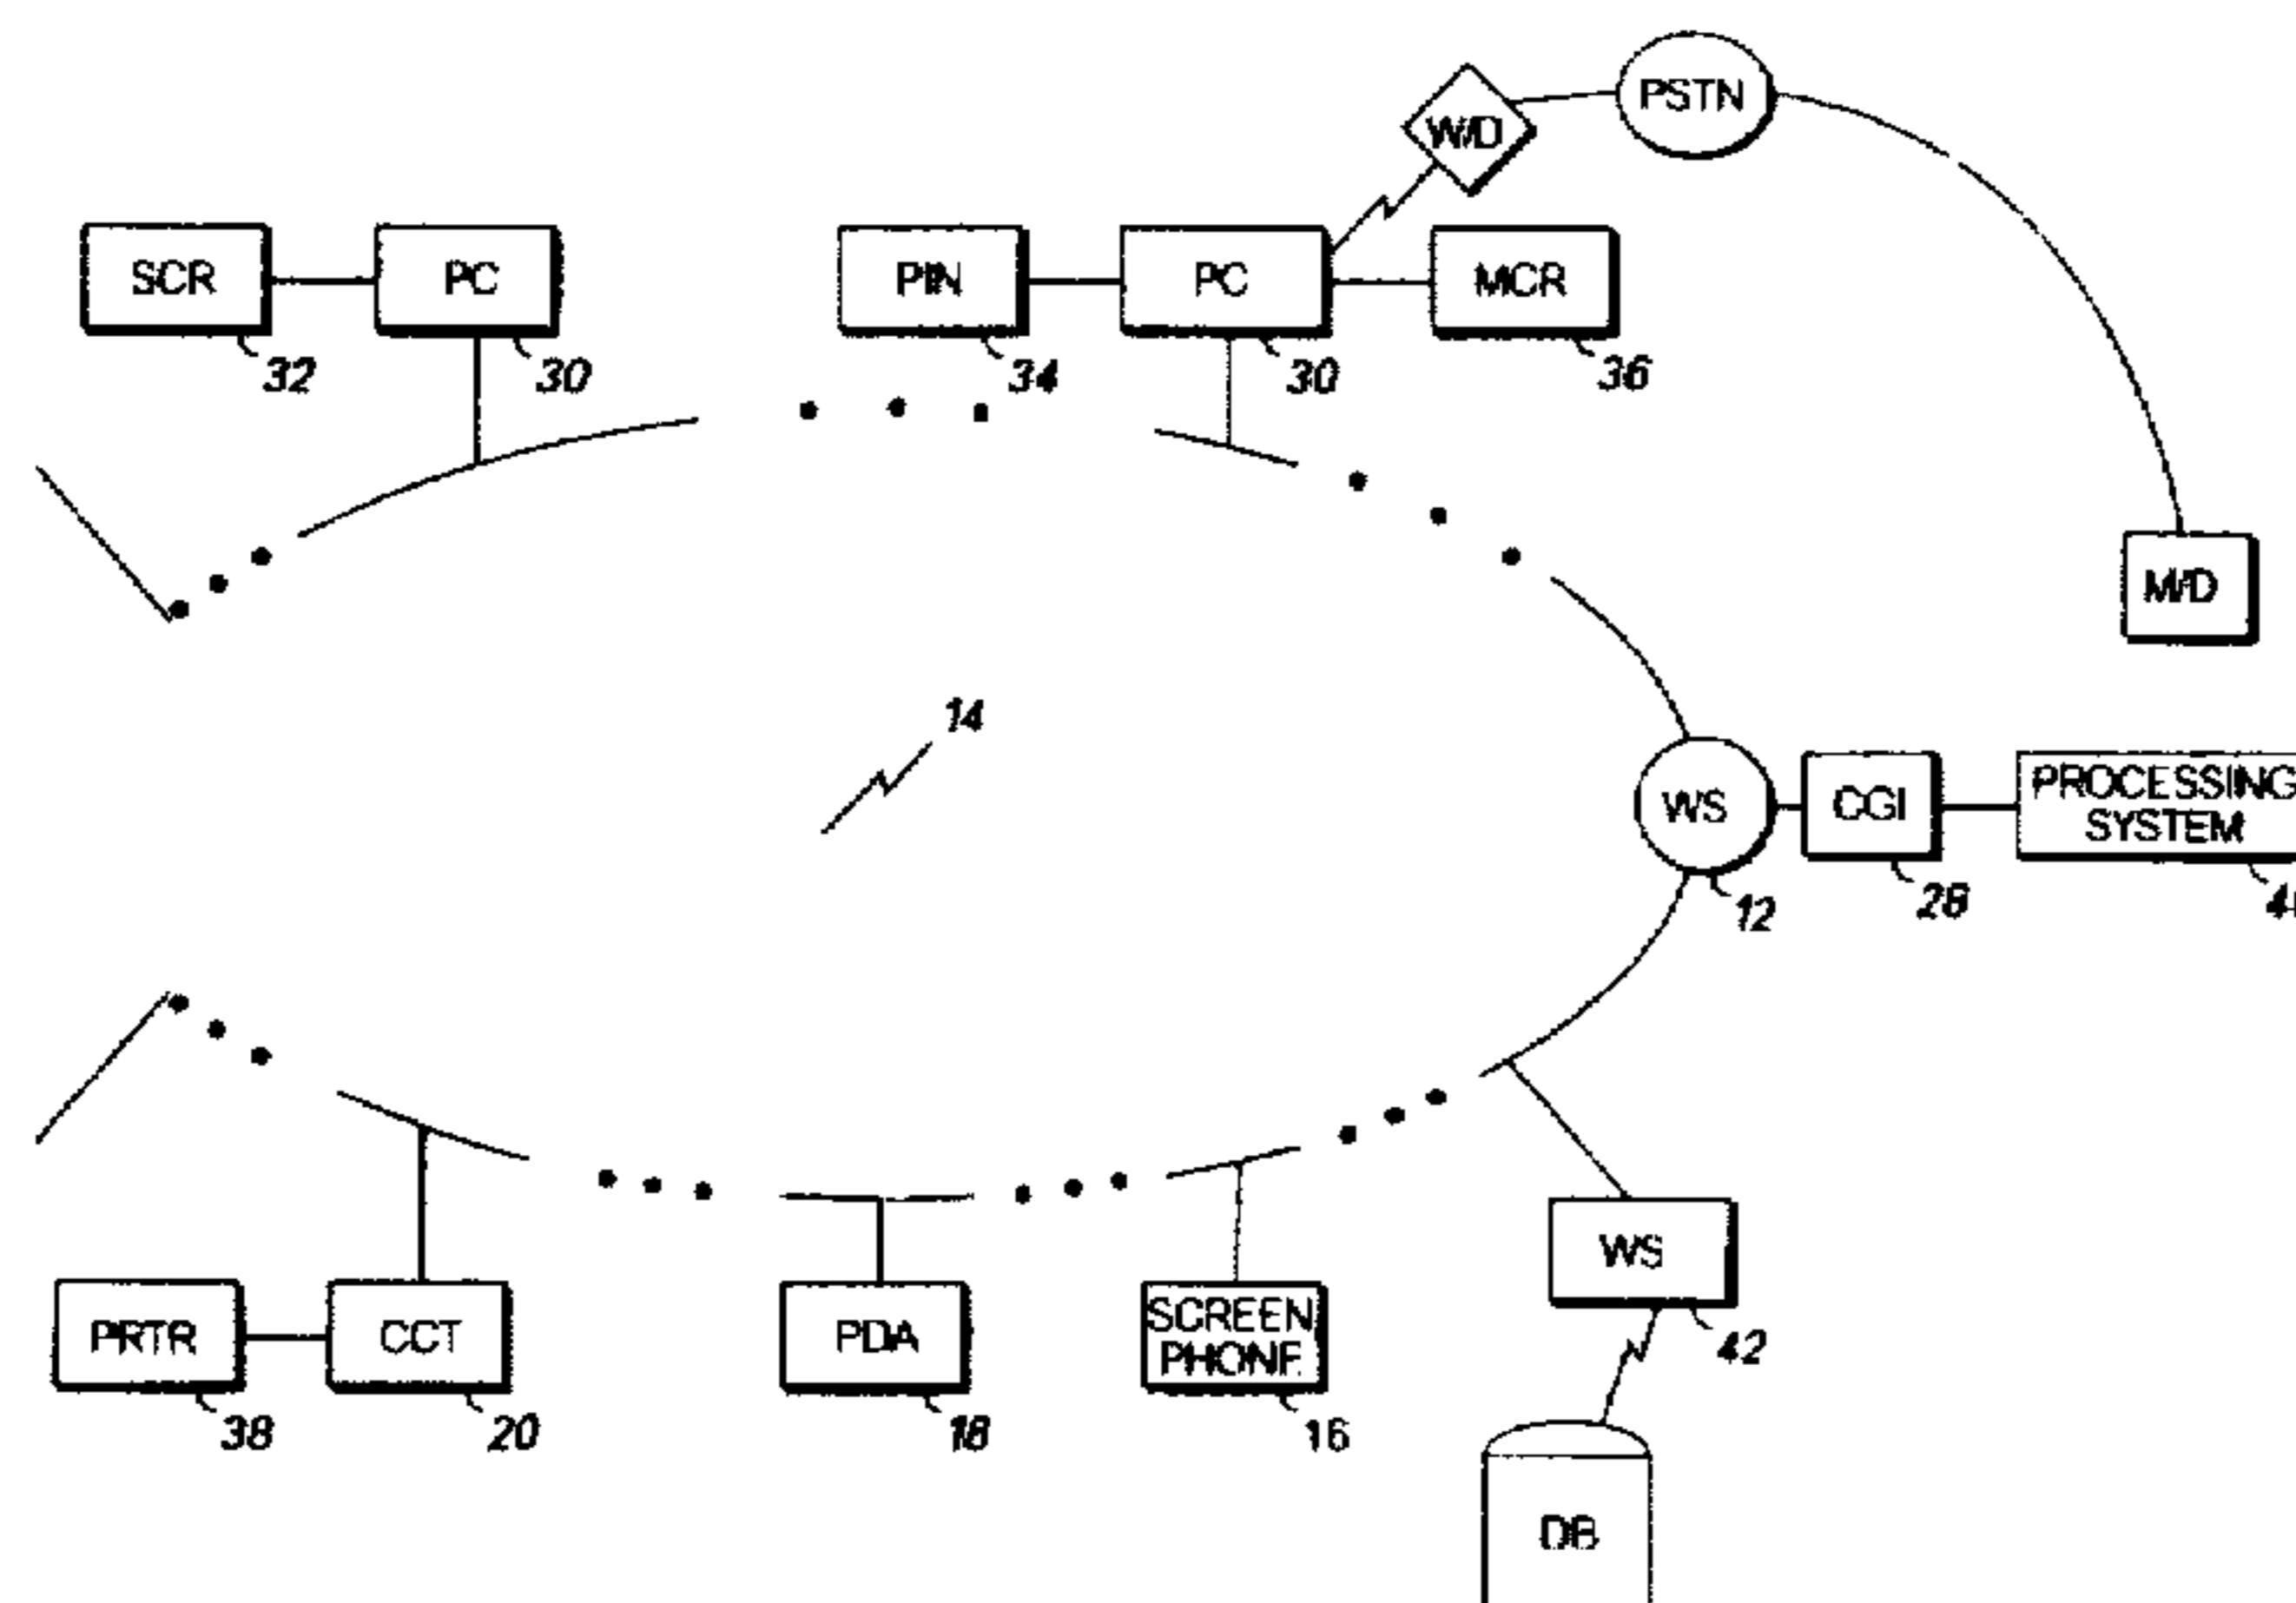 PSTN
W/D
SCR
PC
PIN
PC
MCR
32
30
34
30
36
M/D
14
WS
CGI
PROCESSING
SYSTEM
12
28
WS
PRTR
CCT
PDA
SCREEN
PHONE
42
38
20
18
16
DB